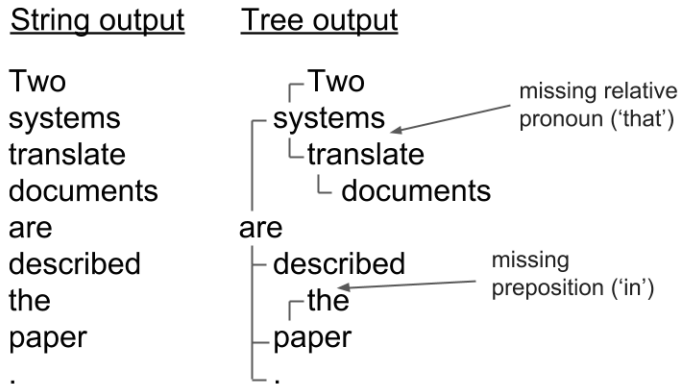 String output Tree output
Two Two
systems systems
translate translate
documents documents
are are
described described
the the
paper paper
. .
missing relative
pronoun (‘that’)
missing
preposition (‘in’)